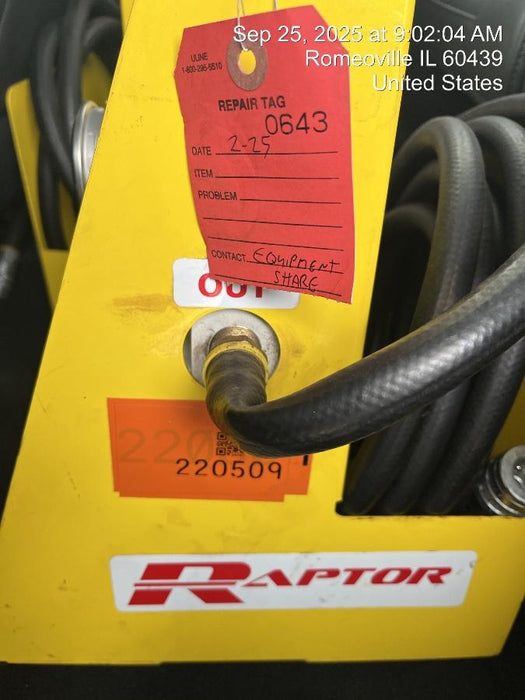 Sep 25, 2025 at 9:02:04 AM
Romeoville IL 60439
United States
ULINE
1-800-295-5510
REPAIR TAG
0643
DATE 2-25
ITEM
PROBLEM
CONTACT EQUIPMENT
SHARE
OUT
220509
RAPTOR